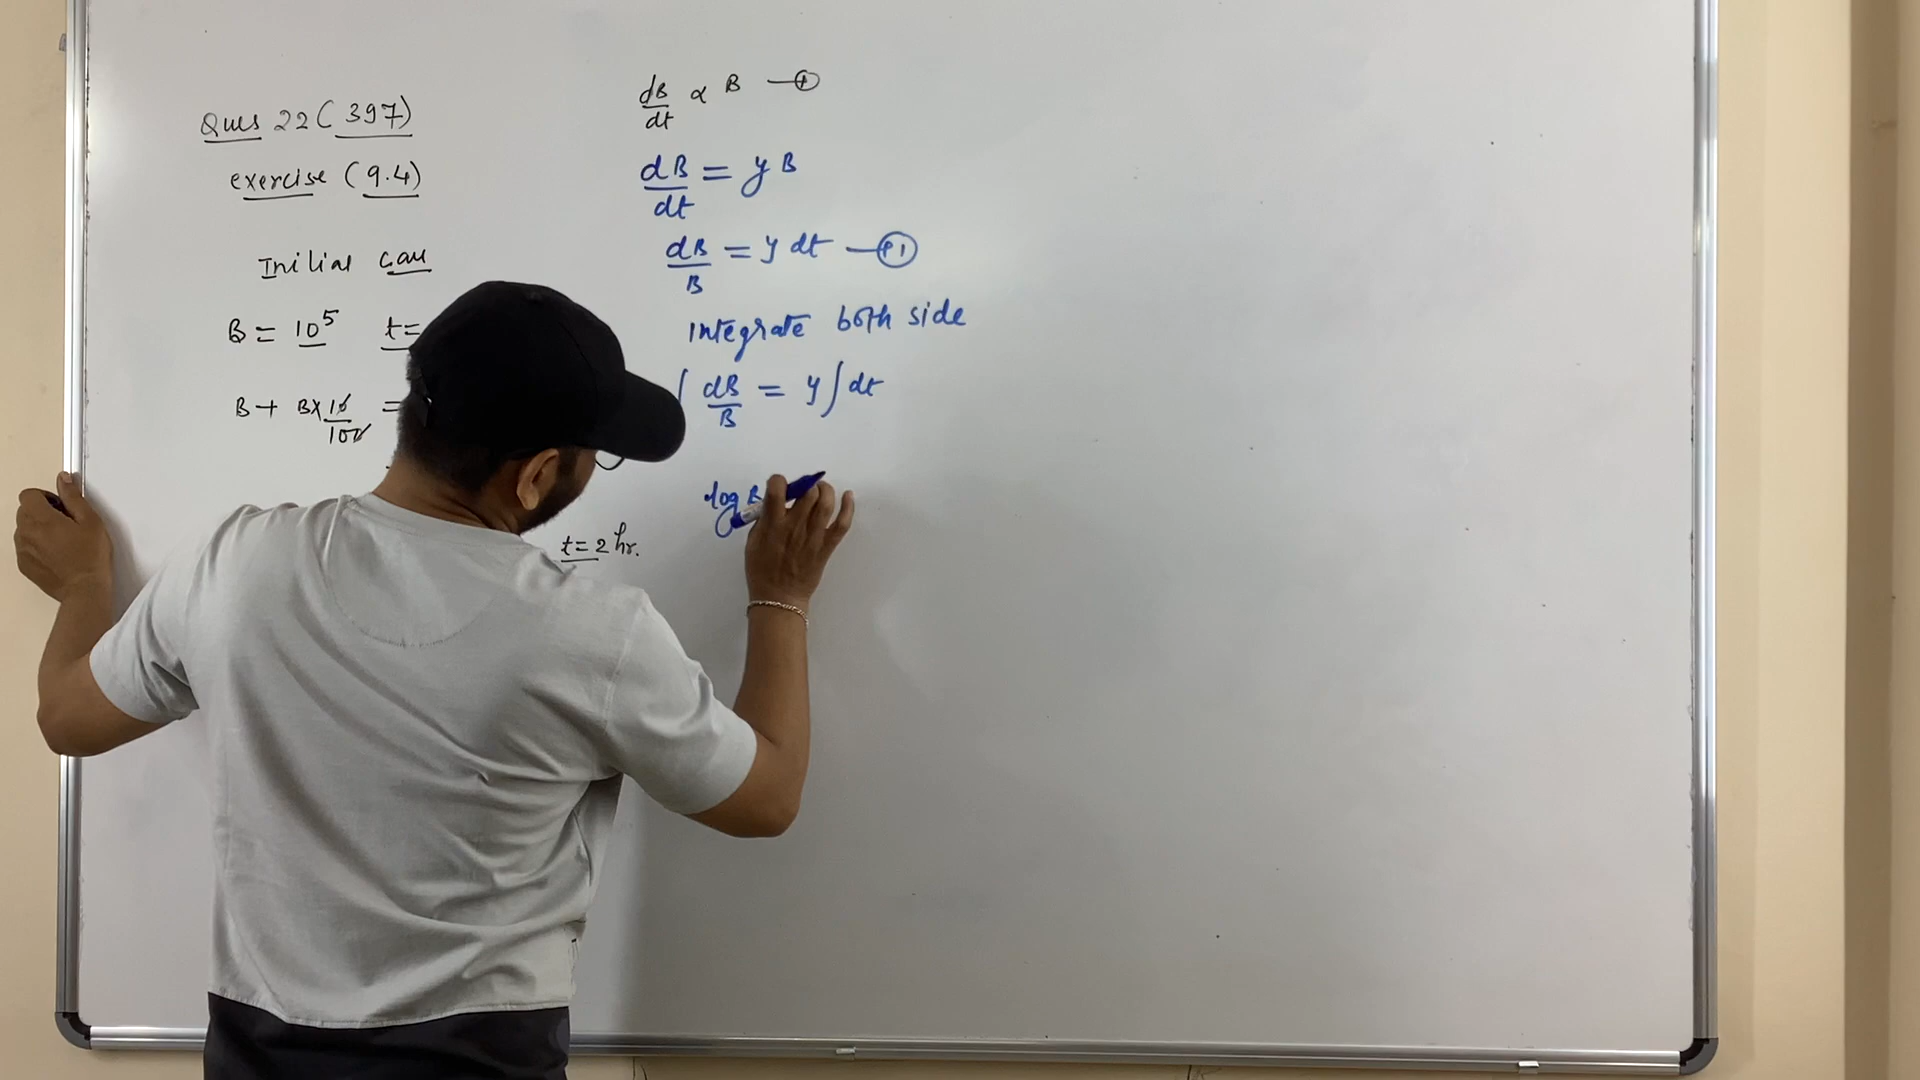 Ques 22 ( 397)
exercise ( 9.4)
Initial case
B = 10⁵ t=
B + B×10/100 =
t = 2 hr.
dB/dt ∝ B —①
dB/dt = y B
dB/B = y dt —
integrate both side
∫ dB/B = y ∫ dt
log B